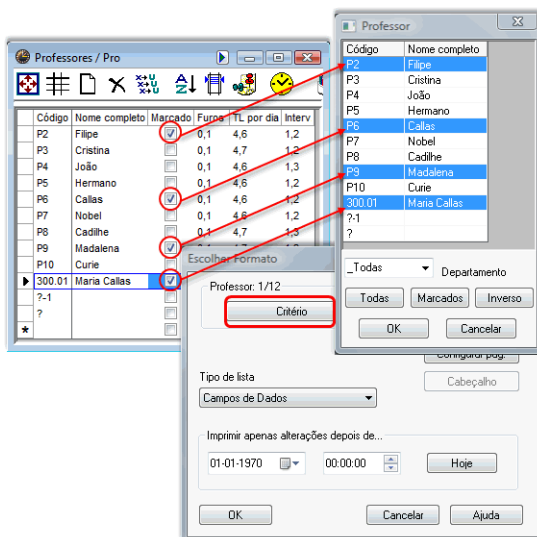 Professores / Pro
Código Nome completo Marcado Furos TL por dia Interv
P2 Filipe 0,1 4,6 1,2
P3 Cristina 0,1 4,7 1,2
P4 João 0,1 4,6 1,3
P5 Hermano 0,1 4,6 1,2
P6 Callas 0,1 4,6 1,2
P7 Nobel 0,1 4,6 1,2
P8 Cadilhe 0,1 4,7 1,3
P9 Madalena
P10 Curie
300.01 Maria Callas
?-1
?
*
Professor
Código Nome completo
P2 Filipe
P3 Cristina
P4 João
P5 Hermano
P6 Callas
P7 Nobel
P8 Cadilhe
P9 Madalena
P10 Curie
300.01 Maria Callas
?-1
?
_Todas Departamento
Todas Marcados Inverso
OK Cancelar
Escolher Formato
Professor: 1/12
Critério
Configurar pág.
Tipo de lista
Cabeçalho
Campos de Dados
Imprimir apenas alterações depois de...
01-01-1970 00:00:00 Hoje
OK Cancelar Ajuda